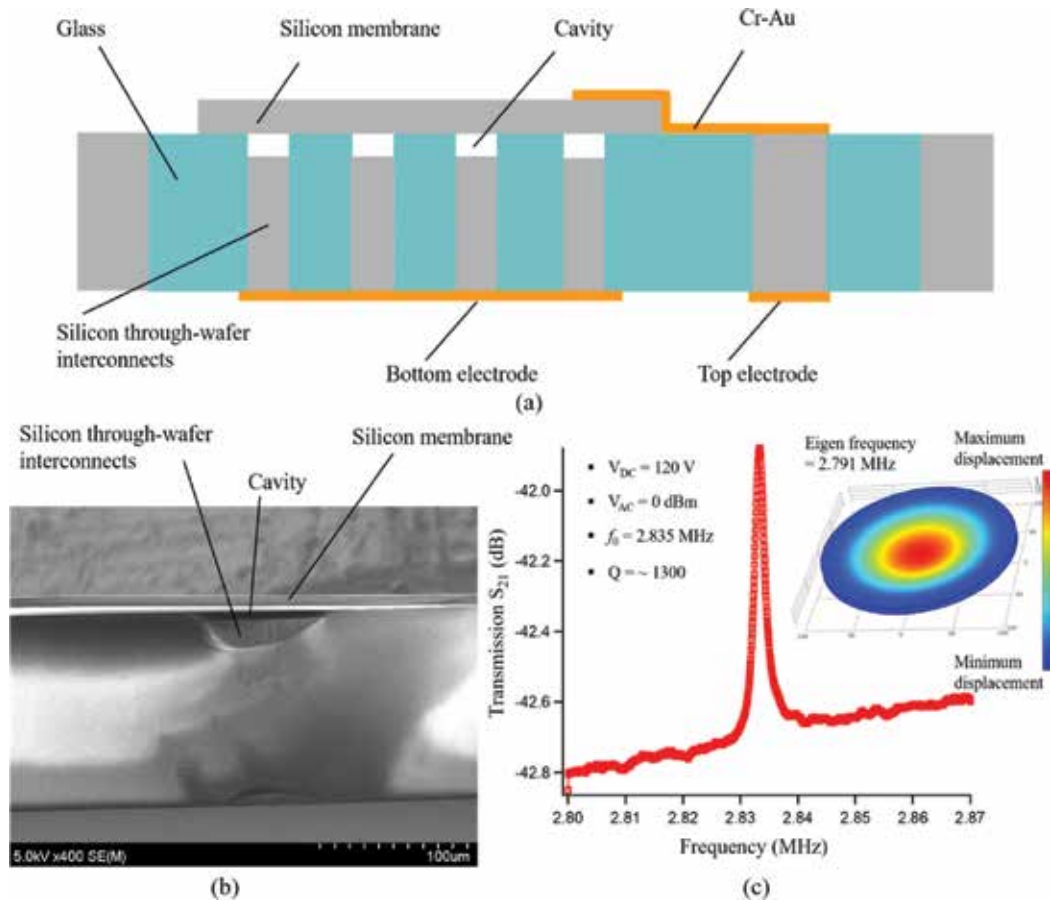 Glass
Silicon membrane
Cavity
Cr-Au
Silicon through-wafer
interconnects
Bottom electrode
Top electrode
(a)
Silicon through-wafer
interconnects
Silicon membrane
Cavity
5.0kV x400 SE(M)
100um
(b)
Transmission S21 (dB)
-42.0
-42.2
-42.4
-42.6
-42.8
VDC = 120 V
VAC = 0 dBm
f0 = 2.835 MHz
Q = ~ 1300
Eigen frequency
= 2.791 MHz
Maximum
displacement
Minimum
displacement
2.80 2.81 2.82 2.83 2.84 2.85 2.86 2.87
Frequency (MHz)
(c)